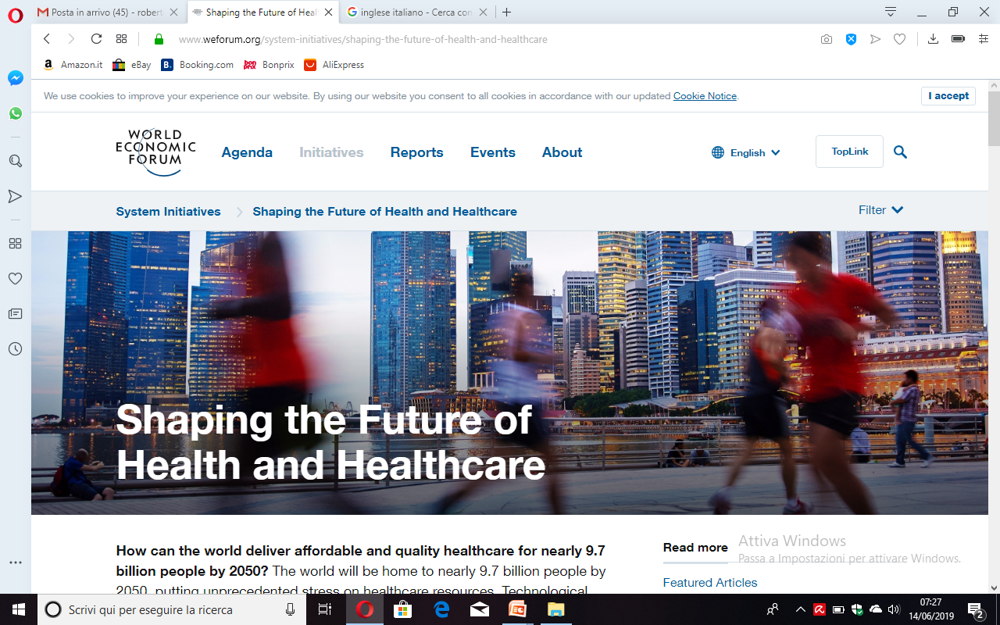 Posta in arrivo (45) - robert
Shaping the Future of Heal
inglese italiano - Cerca con
www.weforum.org/system-initiatives/shaping-the-future-of-health-and-healthcare
Amazon.it eBay Booking.com Bonprix AliExpress
We use cookies to improve your experience on our website. By using our website you consent to all cookies in accordance with our updated Cookie Notice.
I accept
WORLD
ECONOMIC
FORUM
Agenda Initiatives Reports Events About
English
TopLink
System Initiatives Shaping the Future of Health and Healthcare
Filter
Shaping the Future of
Health and Healthcare
How can the world deliver affordable and quality healthcare for nearly 9.7
billion people by 2050? The world will be home to nearly 9.7 billion people by
2050, putting unprecedented stress on healthcare resources. Technological
Read more
Featured Articles
Attiva Windows
Passa a Impostazioni per attivare Windows.
Scrivi qui per eseguire la ricerca
07:27
14/06/2019
2